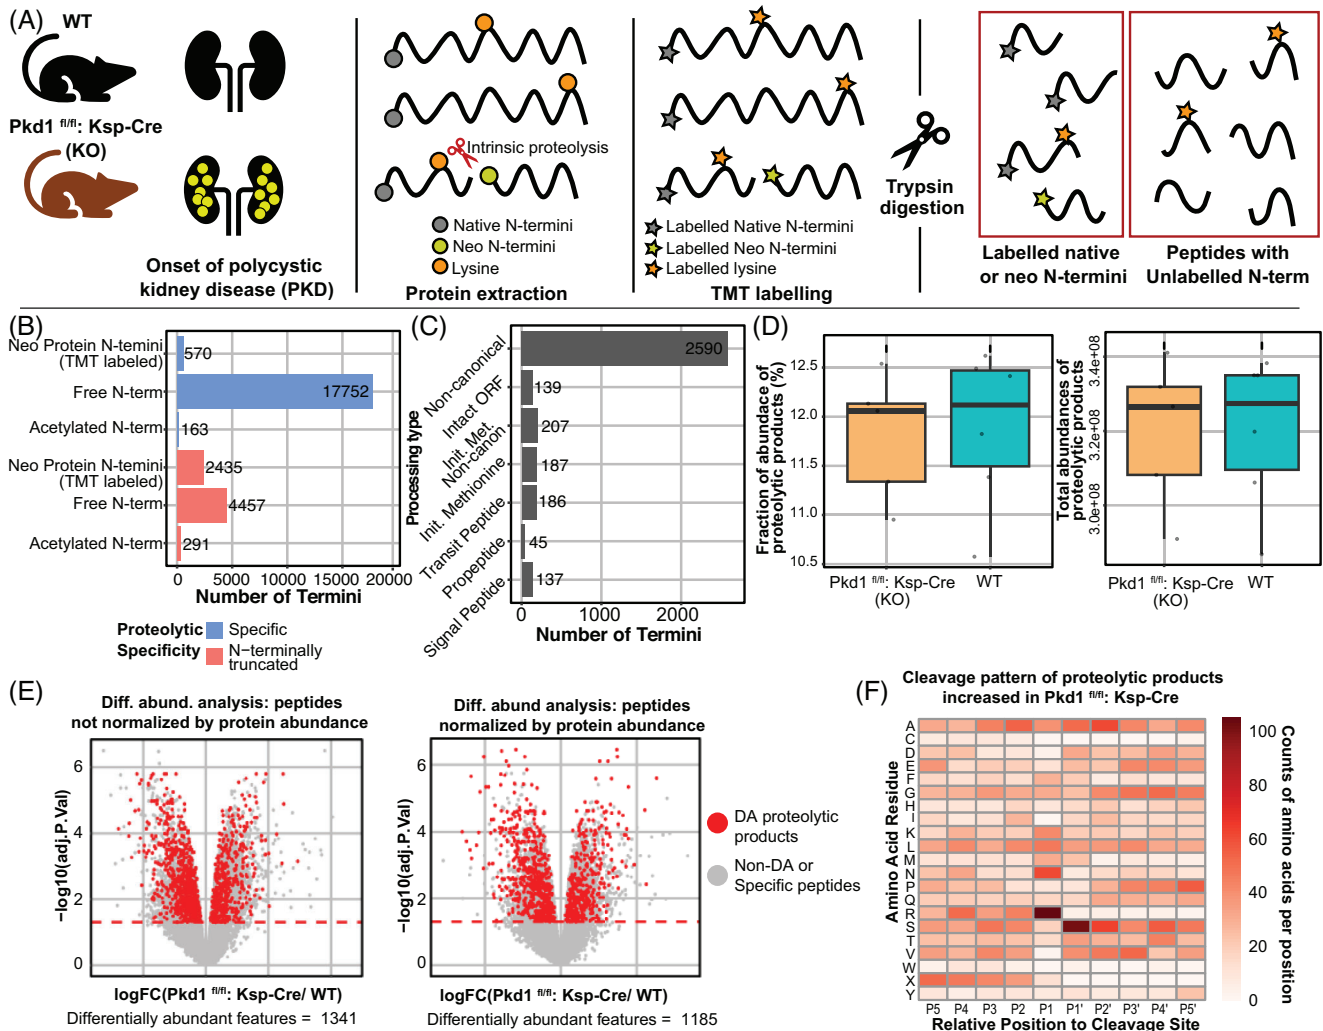 (A)
WT
Pkd1 fl/fl: Ksp-Cre
(KO)
Onset of polycystic
kidney disease (PKD)
Intrinsic proteolysis
Native N-termini
Neo N-termini
Lysine
Protein extraction
Labelled Native N-termini
Labelled Neo N-termini
Labelled lysine
TMT labelling
Trypsin
digestion
Labelled native
or neo N-termini
Peptides with
Unlabelled N-term
(B)
Neo Protein N-temini
(TMT labeled)
570
Free N-term
17752
Acetylated N-term
163
Neo Protein N-temini
(TMT labeled)
2435
Free N-term
4457
Acetylated N-term
291
0 5000 10000 15000 20000
Number of Termini
Proteolytic
Specificity
Specific
N-terminally
truncated
(C)
Processing type
Non-canonical
2590
Intact ORF
139
Init. Met.
Non-canon
207
Init. Methionine
187
Transit Peptide
186
Propeptide
45
Signal Peptide
137
0 1000 2000
Number of Termini
(D)
Fraction of abundace of
proteolytic products (%)
12.5
12.0
11.5
11.0
10.5
Pkd1 fl/fl: Ksp-Cre
(KO)
WT
Total abundances of
proteolytic products
3.4e+08
3.2e+08
3.0e+08
Pkd1 fl/fl: Ksp-Cre
(KO)
WT
(E)
Diff. abund. analysis: peptides
not normalized by protein abundance
−log10(adj.P.Val)
6
4
2
0
logFC(Pkd1 fl/fl: Ksp-Cre/ WT)
Differentially abundant features = 1341
Diff. abund analysis: peptides
normalized by protein abundance
−log10(adj.P.Val)
6
4
2
0
logFC(Pkd1 fl/fl: Ksp-Cre/ WT)
Differentially abundant features = 1185
DA proteolytic
products
Non-DA or
Specific peptides
(F)
Cleavage pattern of proteolytic products
increased in Pkd1 fl/fl: Ksp-Cre
Amino Acid Residue
A
C
D
E
F
G
H
I
K
L
M
N
P
Q
R
S
T
V
W
X
Y
P5 P4 P3 P2 P1 P1' P2' P3' P4' P5'
Relative Position to Cleavage Site
100
80
60
40
20
0
Counts of amino acids per position